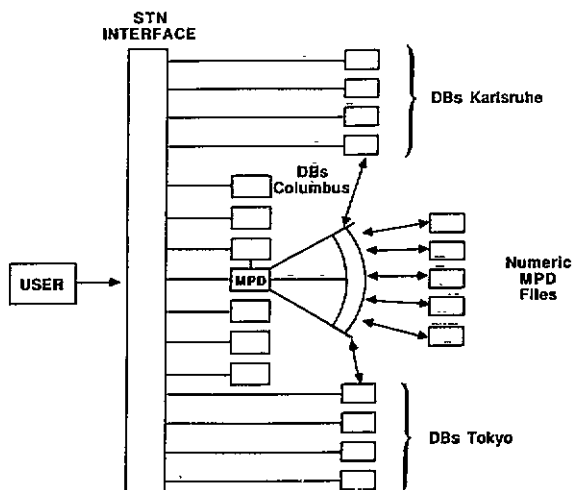 STN
INTERFACE
DBs Karlsruhe
DBs
Columbus
USER
MPD
Numeric
MPD
Files
DBs Tokyo